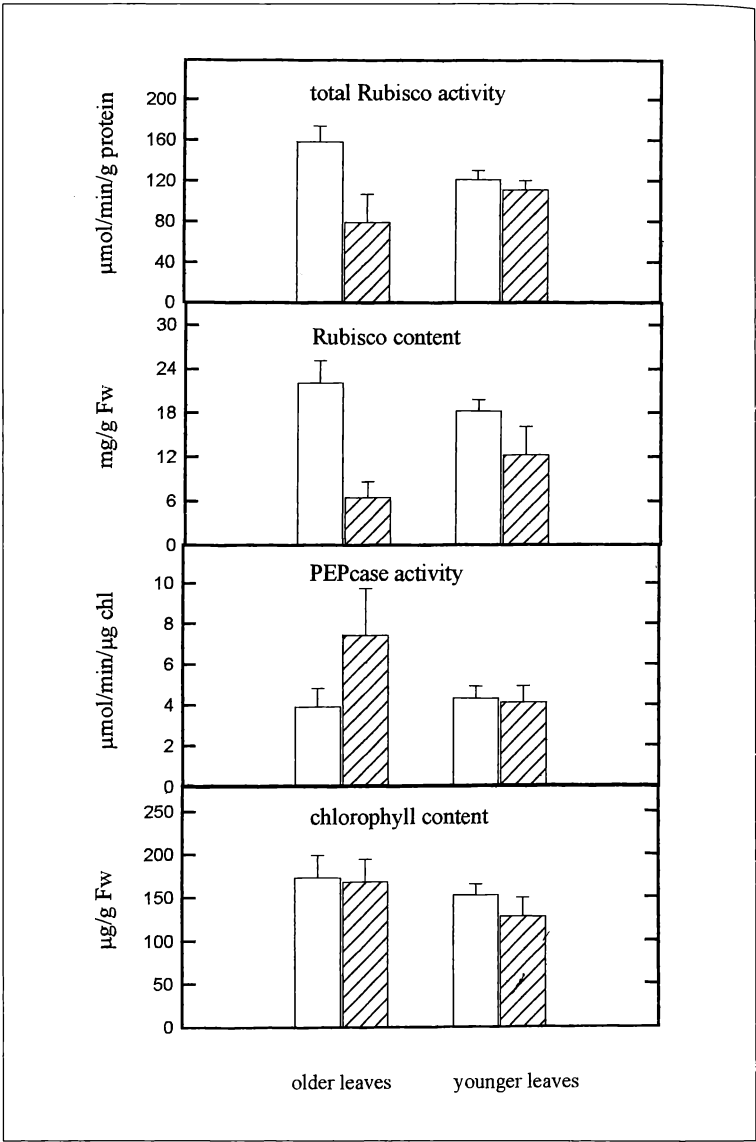 total Rubisco activity
μmol/min/g protein
200
160
120
80
40
0
Rubisco content
mg/g Fw
30
24
18
12
6
0
PEPcase activity
μmol/min/μg chl
10
8
6
4
2
0
chlorophyll content
μg/g Fw
250
200
150
100
50
0
older leaves younger leaves